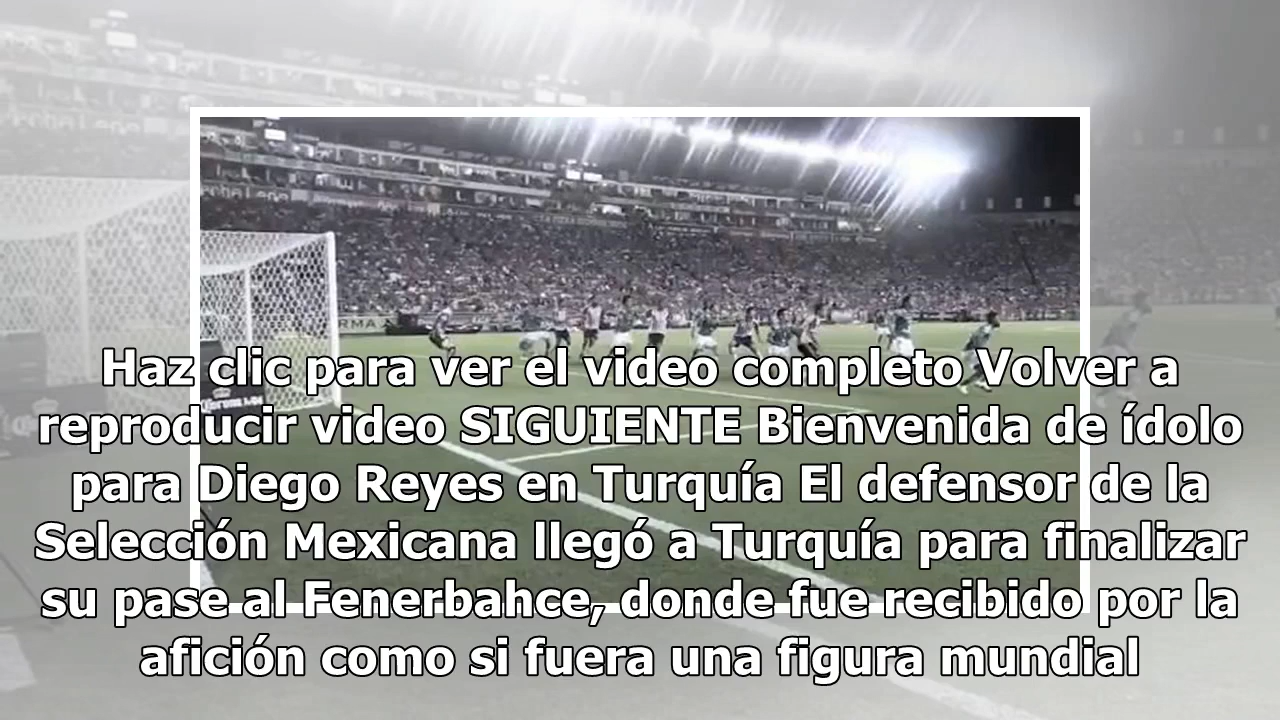 Haz clic para ver el video completo Volver a
reproducir video SIGUIENTE Bienvenida de ídolo
para Diego Reyes en Turquía El defensor de la
Selección Mexicana llegó a Turquía para finalizar
su pase al Fenerbahce, donde fue recibido por la
afición como si fuera una figura mundial